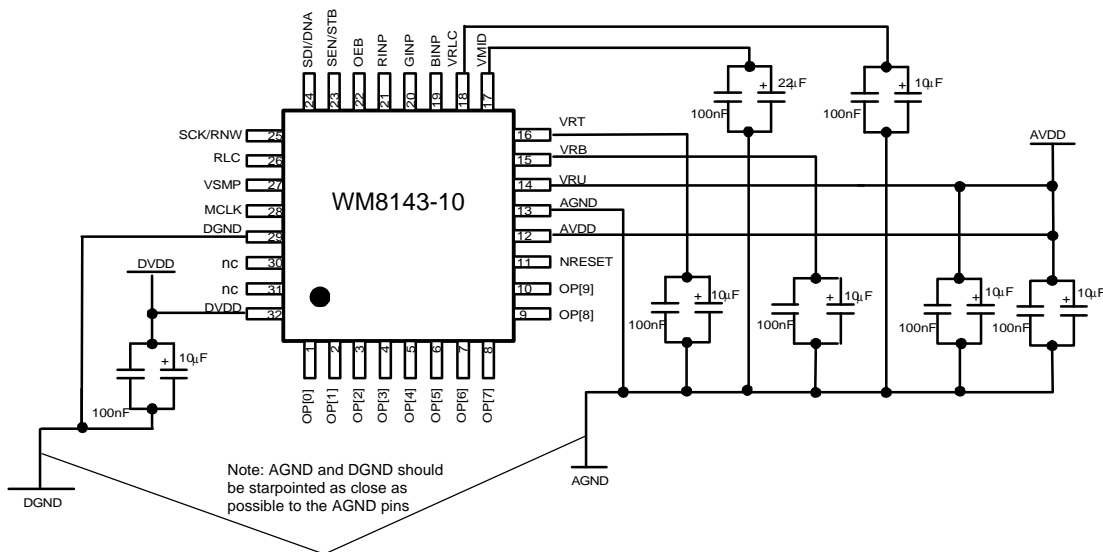 SDI/DNA
SEN/STB
OEB
RINP
GINP
BINP
VRLC
VMID
24
23
22
21
20
19
18
17
22µF
100nF
10µF
100nF
SCK/RNW 25
RLC 26
VSMP 27
MCLK 28
DGND 29
nc 30
nc 31
DVDD 32
WM8143-10
16 VRT
15 VRB
14 VRU
13 AGND
12 AVDD
11 NRESET
10 OP[9]
9 OP[8]
AVDD
DVDD
10µF
100nF
10µF
100nF
10µF
100nF
10µF
100nF
10µF
100nF
1
2
3
4
5
6
7
8
OP[0]
OP[1]
OP[2]
OP[3]
OP[4]
OP[5]
OP[6]
OP[7]
Note: AGND and DGND should
be starpointed as close as
possible to the AGND pins
DGND
AGND